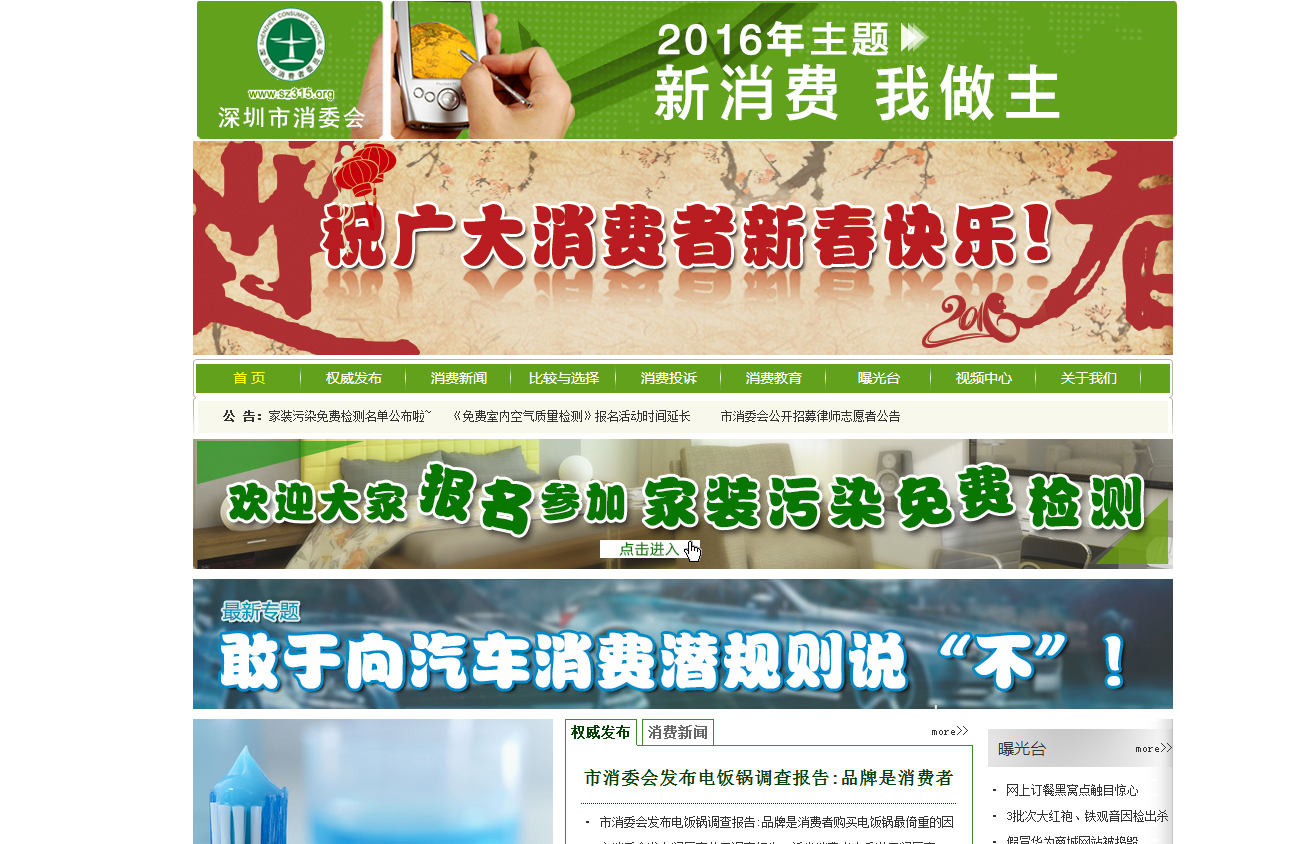 SHENZHEN CONSUMER COUNCIL
深圳市消费者委员会
www.sz315.org
深圳市消委会
2016年主题
新消费 我做主
迎春
祝广大消费者新春快乐!
2016
首 页 权威发布 消费新闻 比较与选择 消费投诉 消费教育 曝光台 视频中心 关于我们
公 告: 家装污染免费检测名单公布啦~ 《免费室内空气质量检测》报名活动时间延长 市消委会公开招募律师志愿者公告
欢迎大家报名参加家装污染免费检测
点击进入
最新专题
敢于向汽车消费潜规则说“不”!
权威发布 消费新闻 more>>
市消委会发布电饭锅调查报告:品牌是消费者
· 市消委会发布电饭锅调查报告:品牌是消费者购买电饭锅最倚重的因
曝光台 more>>
· 网上订餐黑窝点触目惊心
· 3批次大红袍、铁观音因检出杀
· 假冒华为商城网站被捣毁